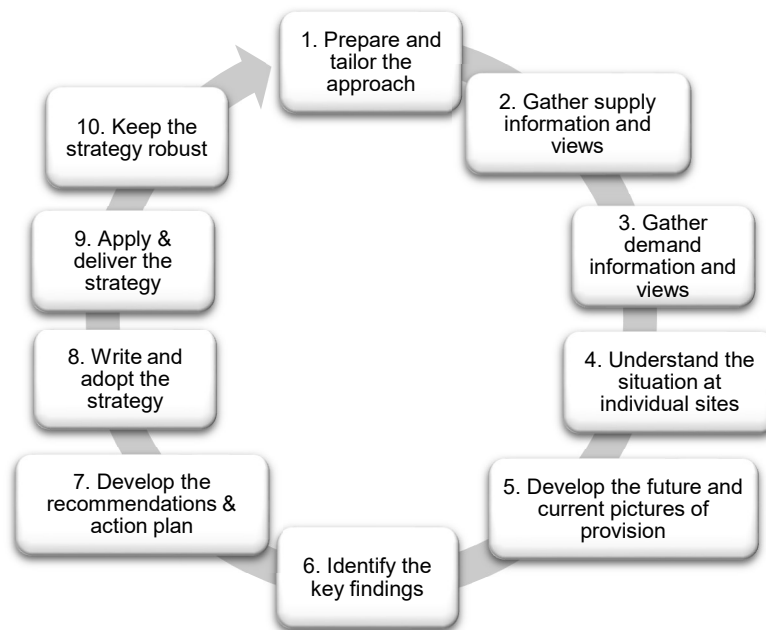 1. Prepare and
tailor the
approach
2. Gather supply
information and
views
3. Gather
demand
information and
views
4. Understand the
situation at
individual sites
5. Develop the future and
current pictures of
provision
6. Identify the
key findings
7. Develop the
recommendations &
action plan
8. Write and
adopt the
strategy
9. Apply &
deliver the
strategy
10. Keep the
strategy robust